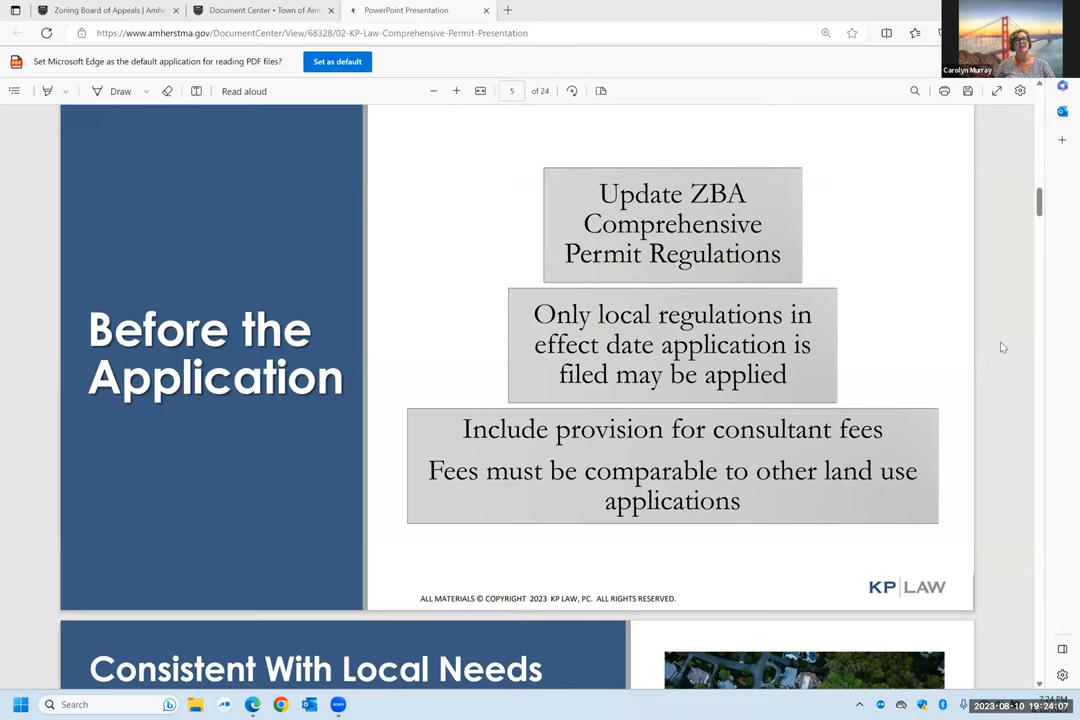 Zoning Board of Appeals | Amh
Document Center • Town of Am
PowerPoint Presentation
https://www.amherstma.gov/DocumentCenter/View/68328/02-KP-Law-Comprehensive-Permit-Presentation
Carolyn Murray
Set Microsoft Edge as the default application for reading PDF files?
Set as default
Draw
Read aloud
5
of 24
Before the
Application
Update ZBA
Comprehensive
Permit Regulations
Only local regulations in
effect date application is
filed may be applied
Include provision for consultant fees
Fees must be comparable to other land use
applications
KP LAW
ALL MATERIALS © COPYRIGHT 2023 KP LAW, PC. ALL RIGHTS RESERVED.
Consistent With Local Needs
Search
7:24 PM
2023-08-10 19:24:07